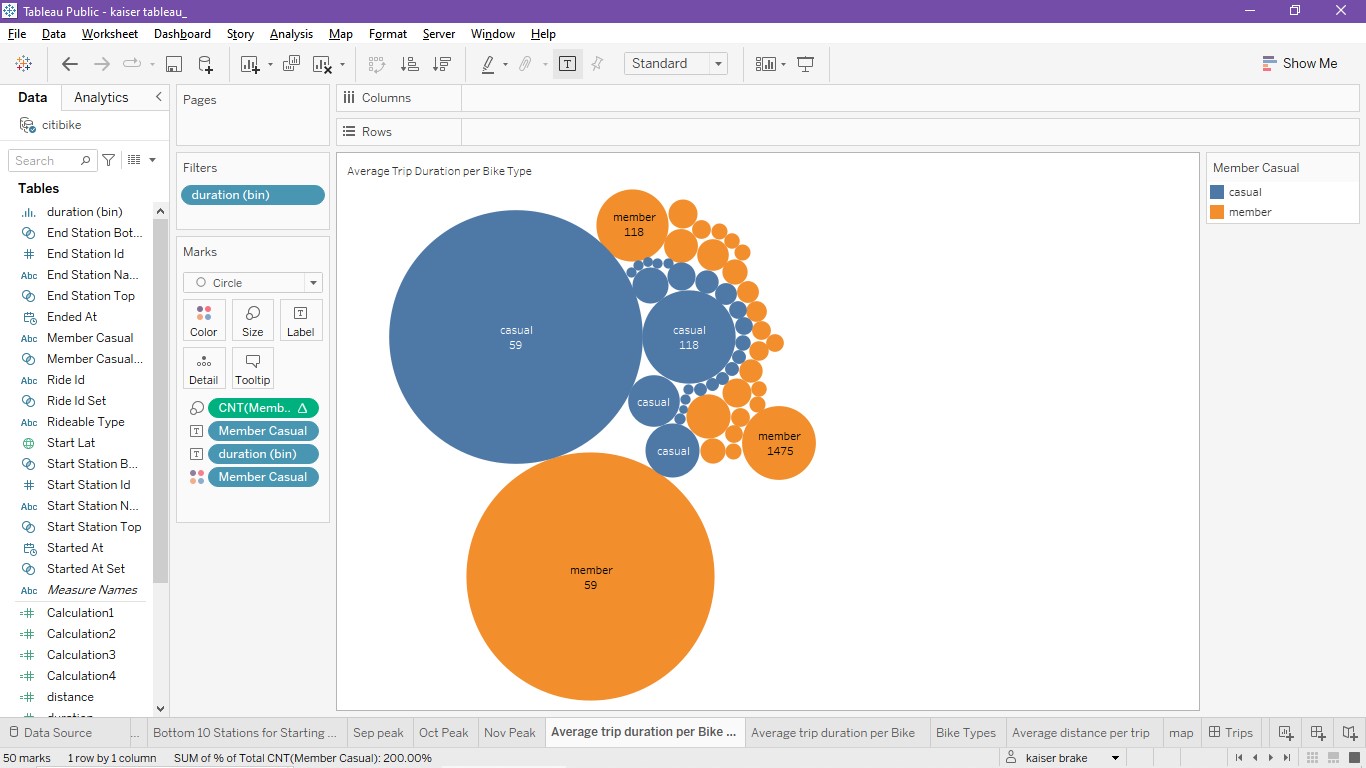 Tableau Public - kaiser tableau_
File Data Worksheet Dashboard Story Analysis Map Format Server Window Help
Standard
Show Me
Data Analytics
citibike
Search
Tables
duration (bin)
End Station Bot...
End Station Id
End Station Na...
End Station Top
Ended At
Member Casual
Member Casual...
Ride Id
Ride Id Set
Rideable Type
Start Lat
Start Station B...
Start Station Id
Start Station N...
Start Station Top
Started At
Started At Set
Measure Names
Calculation1
Calculation2
Calculation3
Calculation4
distance
Pages
Filters
duration (bin)
Marks
Circle
Color Size Label
Detail Tooltip
CNT(Memb..
Member Casual
duration (bin)
Member Casual
Columns
Rows
Average Trip Duration per Bike Type
member
118
casual
59
casual
118
casual
casual
member
1475
member
59
Member Casual
casual
member
Data Source ... Bottom 10 Stations for Starting ... Sep peak Oct Peak Nov Peak Average trip duration per Bike ... Average trip duration per Bike Bike Types Average distance per trip map Trips
50 marks 1 row by 1 column SUM of % of Total CNT(Member Casual): 200.00% kaiser brake